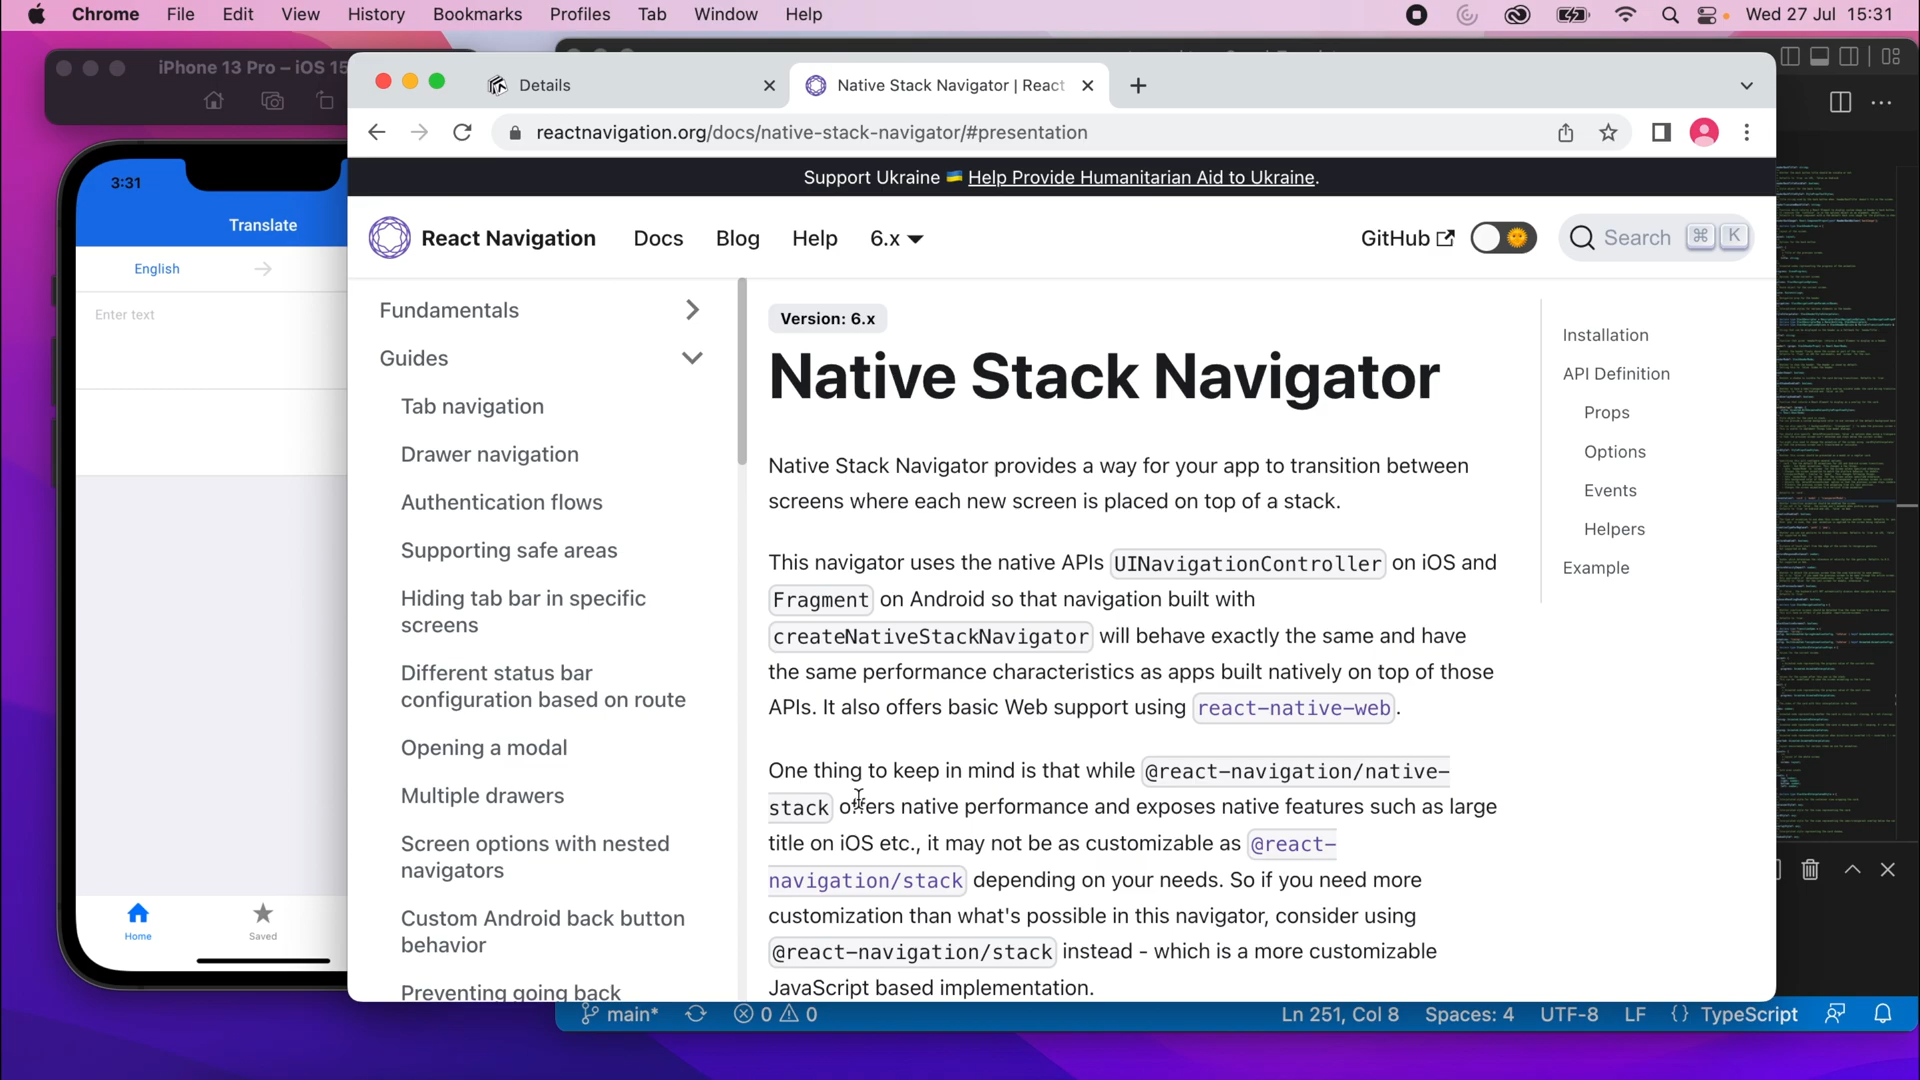 Chrome File Edit View History Bookmarks Profiles Tab Window Help Wed 27 Jul 15:31
iPhone 13 Pro – iOS 15
Details
Native Stack Navigator | React
reactnavigation.org/docs/native-stack-navigator/#presentation
Support Ukraine 🇺🇦 Help Provide Humanitarian Aid to Ukraine.
React Navigation Docs Blog Help 6.x GitHub Search ⌘ K
3:31
Translate
English →
Enter text
Home Saved
Fundamentals
Guides
Tab navigation
Drawer navigation
Authentication flows
Supporting safe areas
Hiding tab bar in specific
screens
Different status bar
configuration based on route
Opening a modal
Multiple drawers
Screen options with nested
navigators
Custom Android back button
behavior
Preventing going back
Version: 6.x
Native Stack Navigator
Native Stack Navigator provides a way for your app to transition between
screens where each new screen is placed on top of a stack.
This navigator uses the native APIs UINavigationController on iOS and
Fragment on Android so that navigation built with
createNativeStackNavigator will behave exactly the same and have
the same performance characteristics as apps built natively on top of those
APIs. It also offers basic Web support using react-native-web.
One thing to keep in mind is that while @react-navigation/native-
stack offers native performance and exposes native features such as large
title on iOS etc., it may not be as customizable as @react-
navigation/stack depending on your needs. So if you need more
customization than what's possible in this navigator, consider using
@react-navigation/stack instead - which is a more customizable
JavaScript based implementation.
Installation
API Definition
Props
Options
Events
Helpers
Example
main* 0 0 Ln 251, Col 8 Spaces: 4 UTF-8 LF {} TypeScript